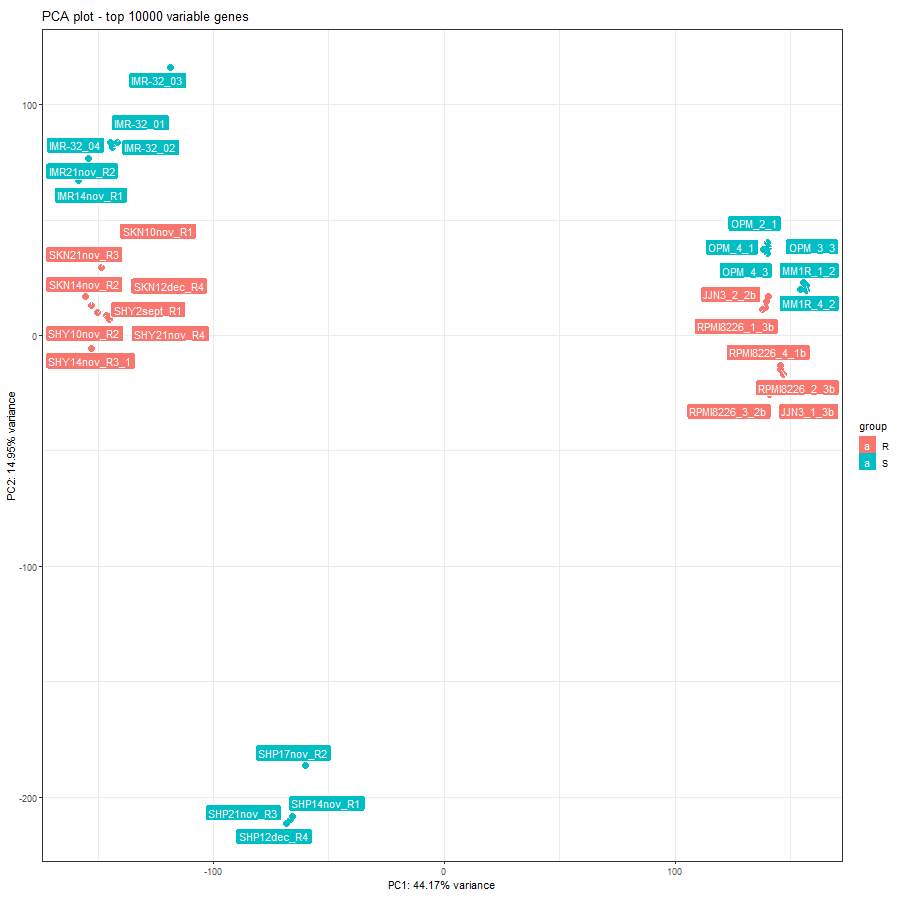 PCA plot - top 10000 variable genes
IMR-32_03
100
IMR-32_01
IMR-32_04
IMR-32_02
IMR21nov_R2
IMR14nov_R1
SKN10nov_R1
OPM_2_1
SKN21nov_R3
OPM_4_1
OPM_3_3
SKN14nov_R2
SKN12dec_R4
OPM_4_3
MM1R_1_2
SHY2sept_R1
JJN3_2_2b
MM1R_4_2
SHY10nov_R2
SHY21nov_R4
RPMI8226_1_3b
0
SHY14nov_R3_1
RPMI8226_4_1b
RPMI8226_2_3b
RPMI8226_3_2b
JJN3_1_3b
group
a R
a S
PC2: 14.95% variance
-100
SHP17nov_R2
-200
SHP14nov_R1
SHP21nov_R3
SHP12dec_R4
-100
0
100
PC1: 44.17% variance